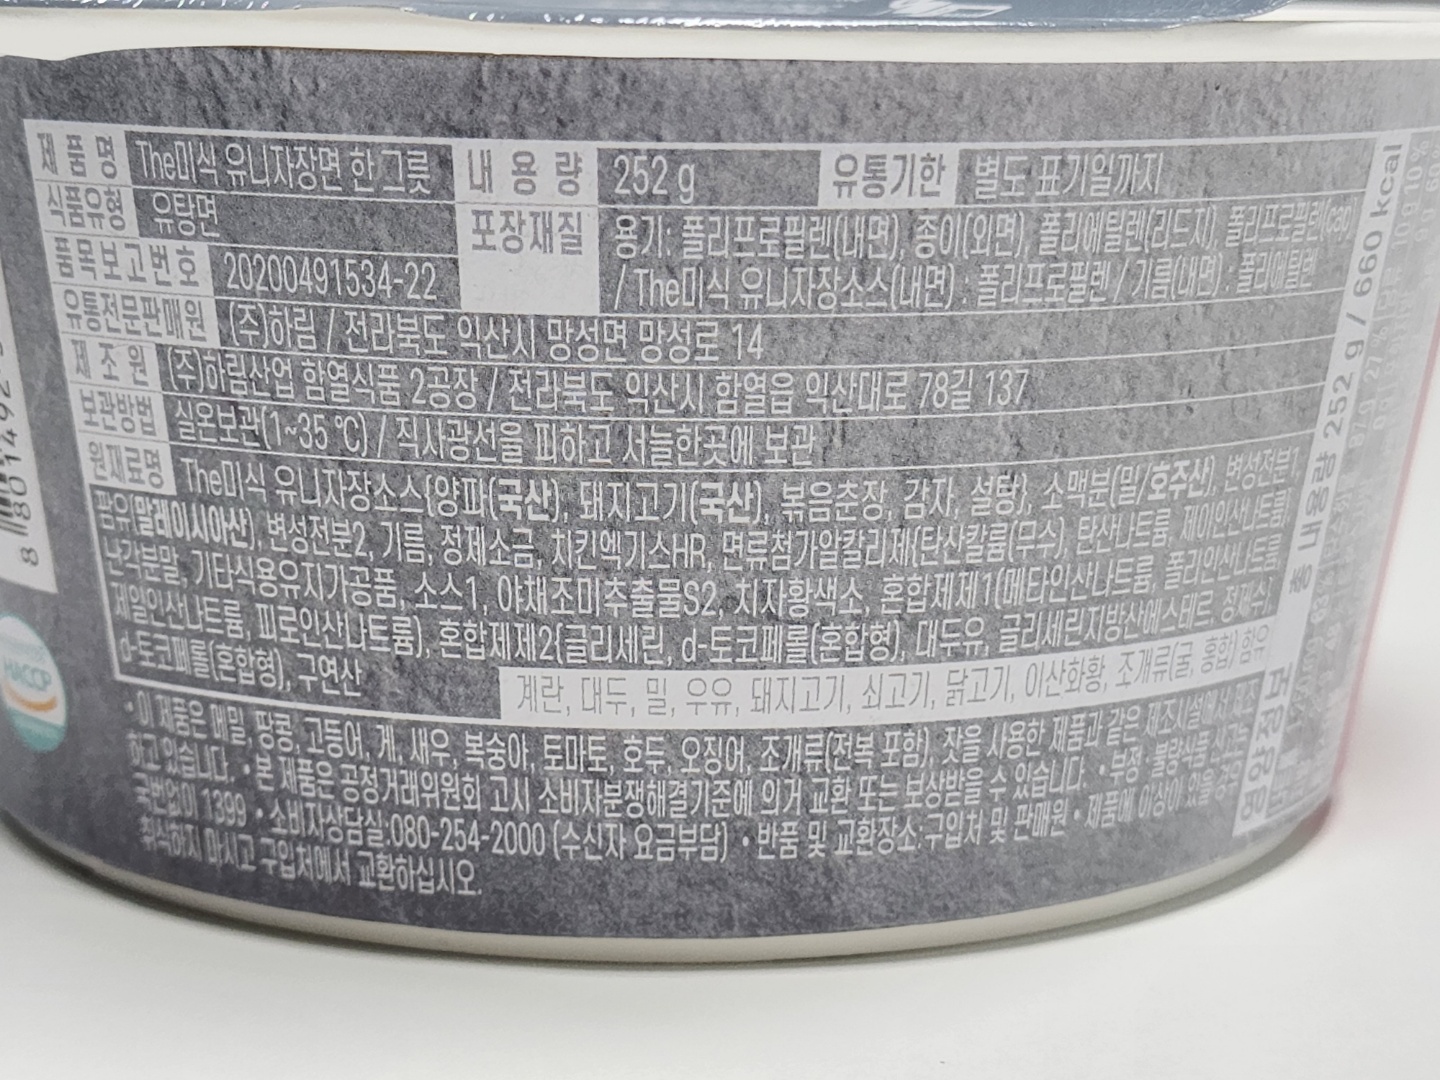 제 품 명 The미식 유니자장면 한그릇 내 용 량 252 g 유통기한 별도 표기일까지
식품유형 유탕면 포장재질 용기: 폴리프로필렌(내면), 종이(외면), 폴리에틸렌(리드지), 폴리프로필렌(cap)
품목보고번호 20200491534-22 / The미식 유니자장소스(내면) : 폴리프로필렌 / 기름(내면) : 폴리에틸렌
유통전문판매원 (주)하림 / 전라북도 익산시 망성면 망성로 14
제 조 원 (주)하림산업 함열식품 2공장 / 전라북도 익산시 함열읍 익산대로 78길 137
보관방법 실온보관(1~35℃) / 직사광선을 피하고 서늘한곳에 보관
원재료명 The미식 유니자장소스{양파(국산), 돼지고기(국산), 볶음춘장, 감자, 설탕}, 소맥분(밀/호주산), 변성전분1,
팜유(말레이시아산), 변성전분2, 기름, 정제소금, 치킨엑기스HR, 면류첨가알칼리제(탄산칼륨(무수), 탄산나트륨, 제이인산나트륨)
난각분말, 기타식용유지가공품, 소스1, 야채조미추출물S2, 치자황색소, 혼합제제1(메타인산나트륨, 폴리인산나트륨,
제일인산나트륨, 피로인산나트륨), 혼합제제2{글리세린, d-토코페롤(혼합형), 대두유, 글리세린지방산에스테르, 정제수,
d-토코페롤(혼합형), 구연산
계란, 대두, 밀, 우유, 돼지고기, 쇠고기, 닭고기, 이산화황, 조개류(굴, 홍합) 함유
• 이 제품은 메밀, 땅콩, 고등어, 게, 새우, 복숭아, 토마토, 호두, 오징어, 조개류(전복 포함), 잣을 사용한 제품과 같은 제조시설에서 제조
하고 있습니다. • 본 제품은 공정거래위원회 고시 소비자분쟁해결기준에 의거 교환 또는 보상받을 수 있습니다. • 부정·불량식품 신고는
국번없이 1399 • 소비자상담실:080-254-2000 (수신자 요금부담) • 반품 및 교환장소:구입처 및 판매원 • 제품에 이상이 있을 경우
취식하지 마시고 구입처에서 교환하십시오.
영양정보 총 내용량 252 g / 660 kcal
HACCP